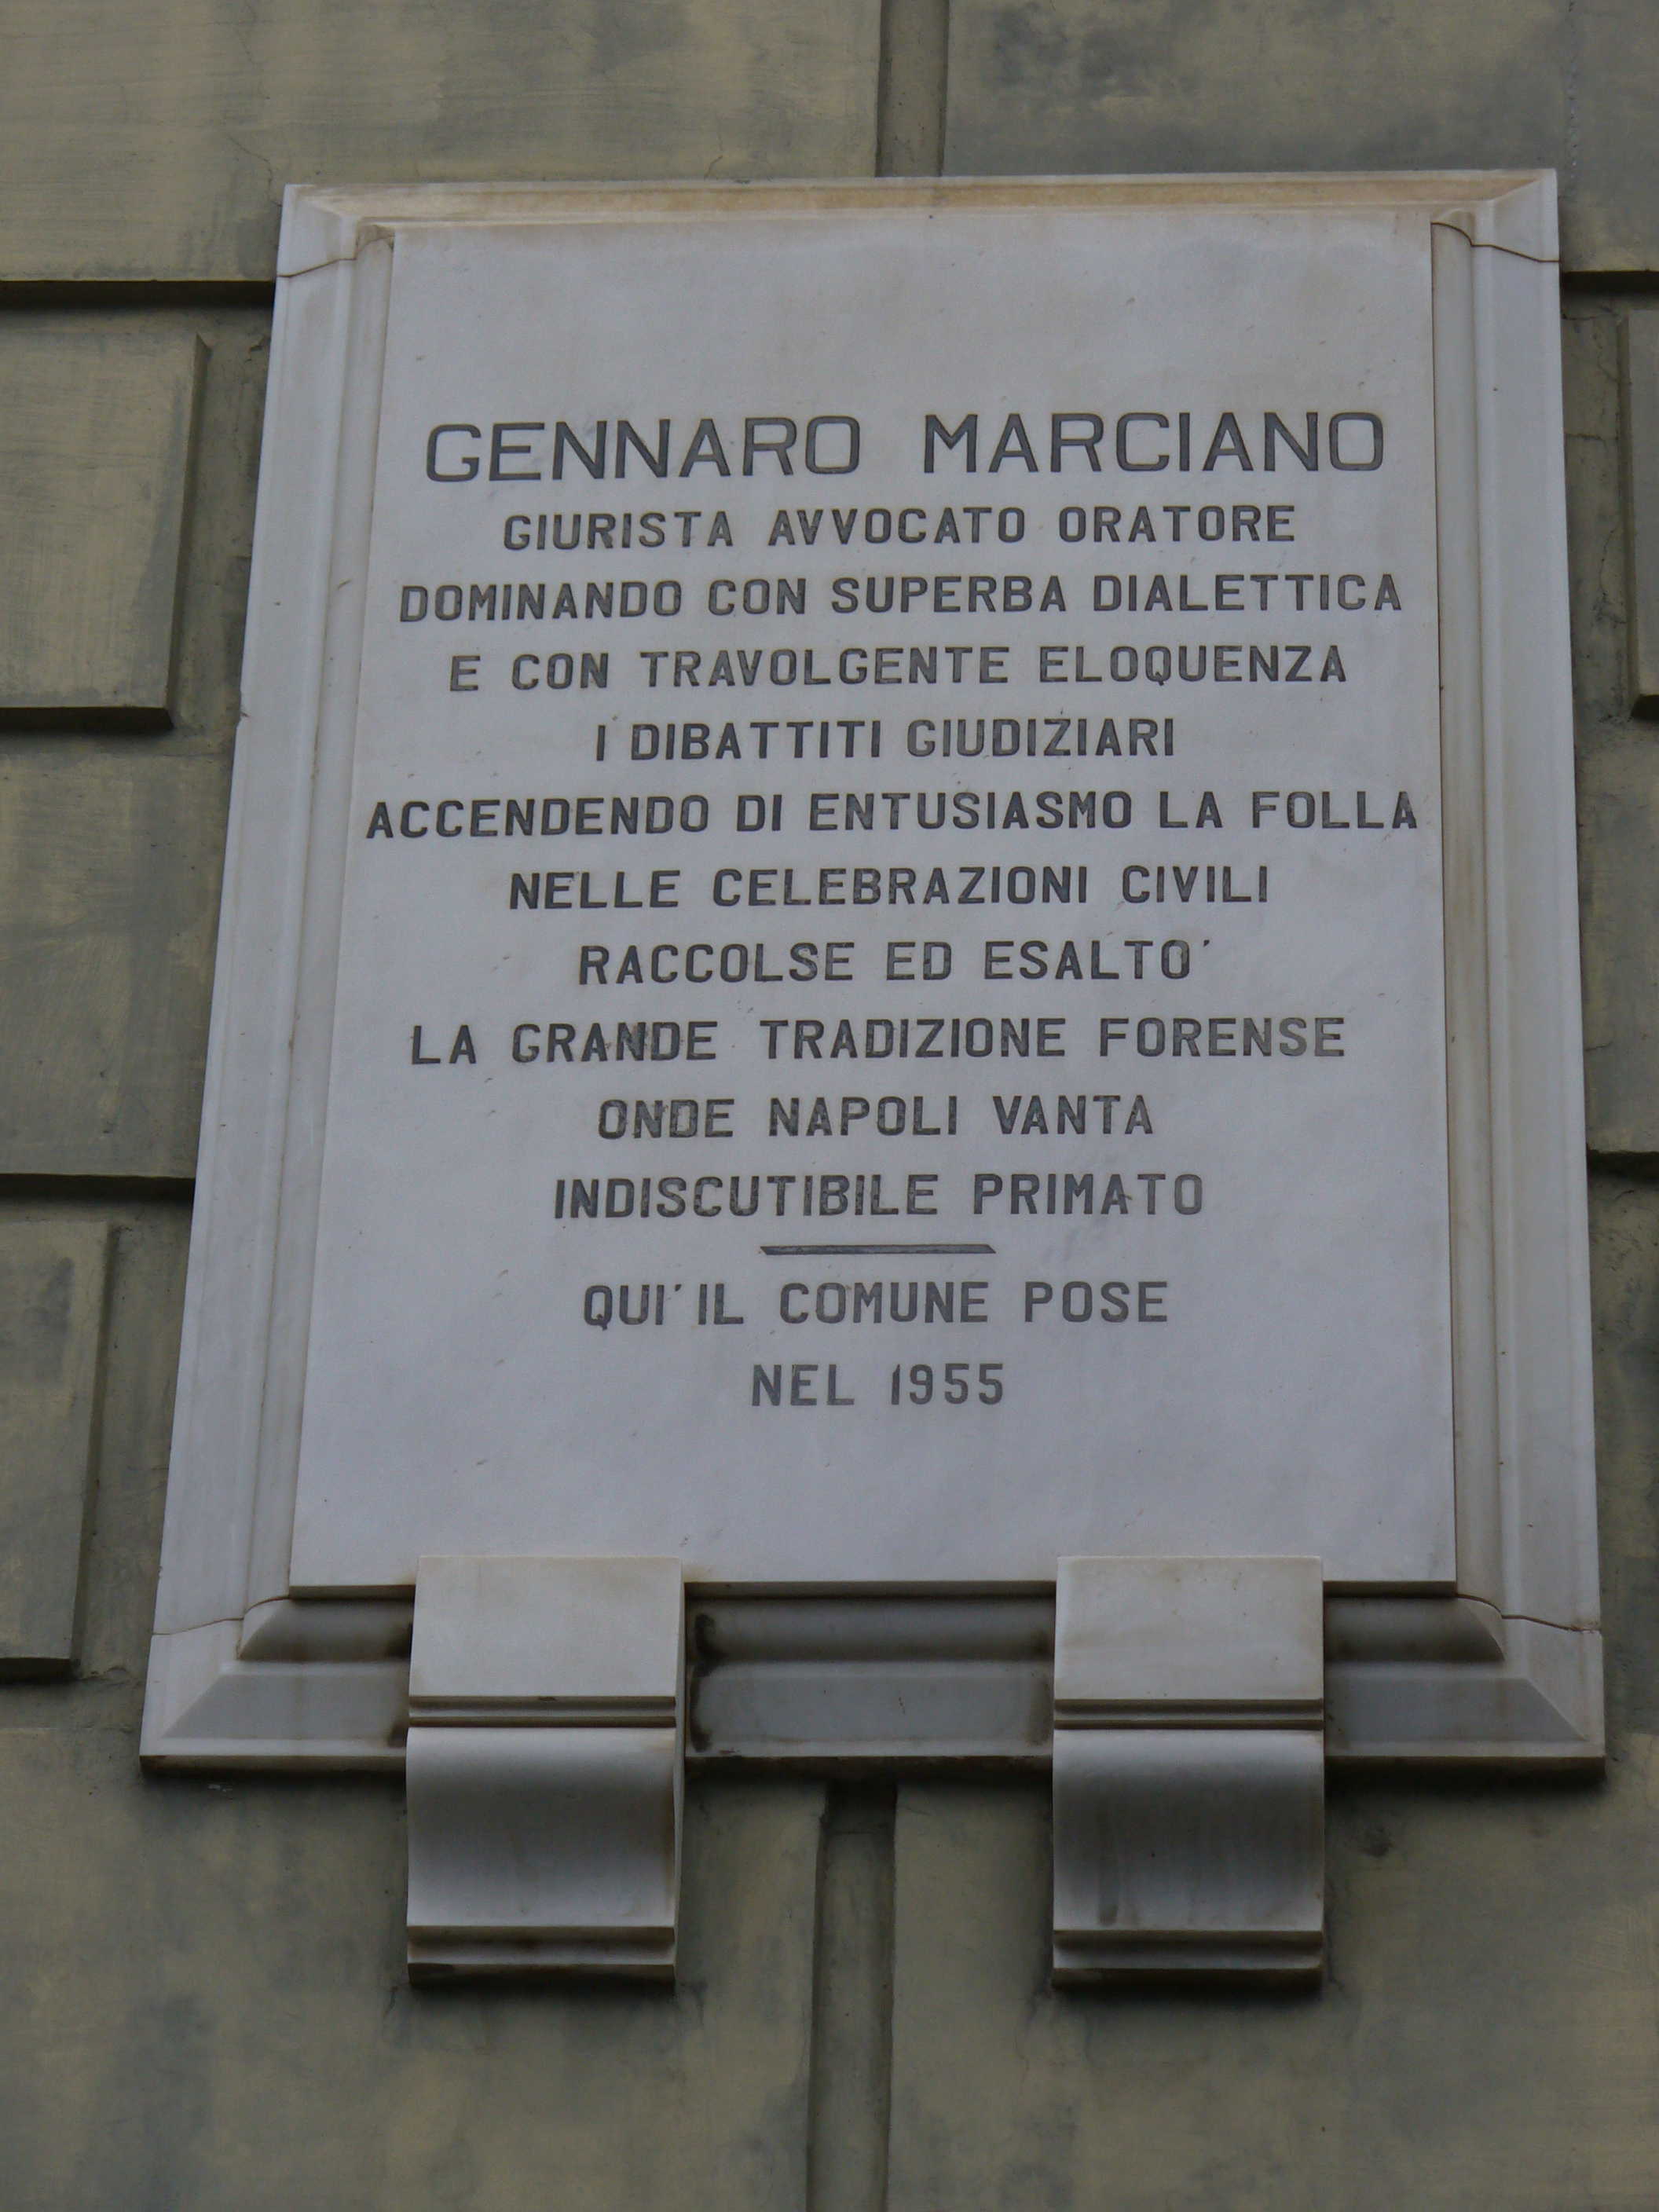 GENNARO MARCIANO
GIURISTA AVVOCATO ORATORE
DOMINANDO CON SUPERBA DIALETTICA
E CON TRAVOLGENTE ELOQUENZA
I DIBATTITI GIUDIZIARI
ACCENDENDO DI ENTUSIASMO LA FOLLA
NELLE CELEBRAZIONI CIVILI
RACCOLSE ED ESALTO'
LA GRANDE TRADIZIONE FORENSE
ONDE NAPOLI VANTA
INDISCUTIBILE PRIMATO
QUI' IL COMUNE POSE
NEL 1955